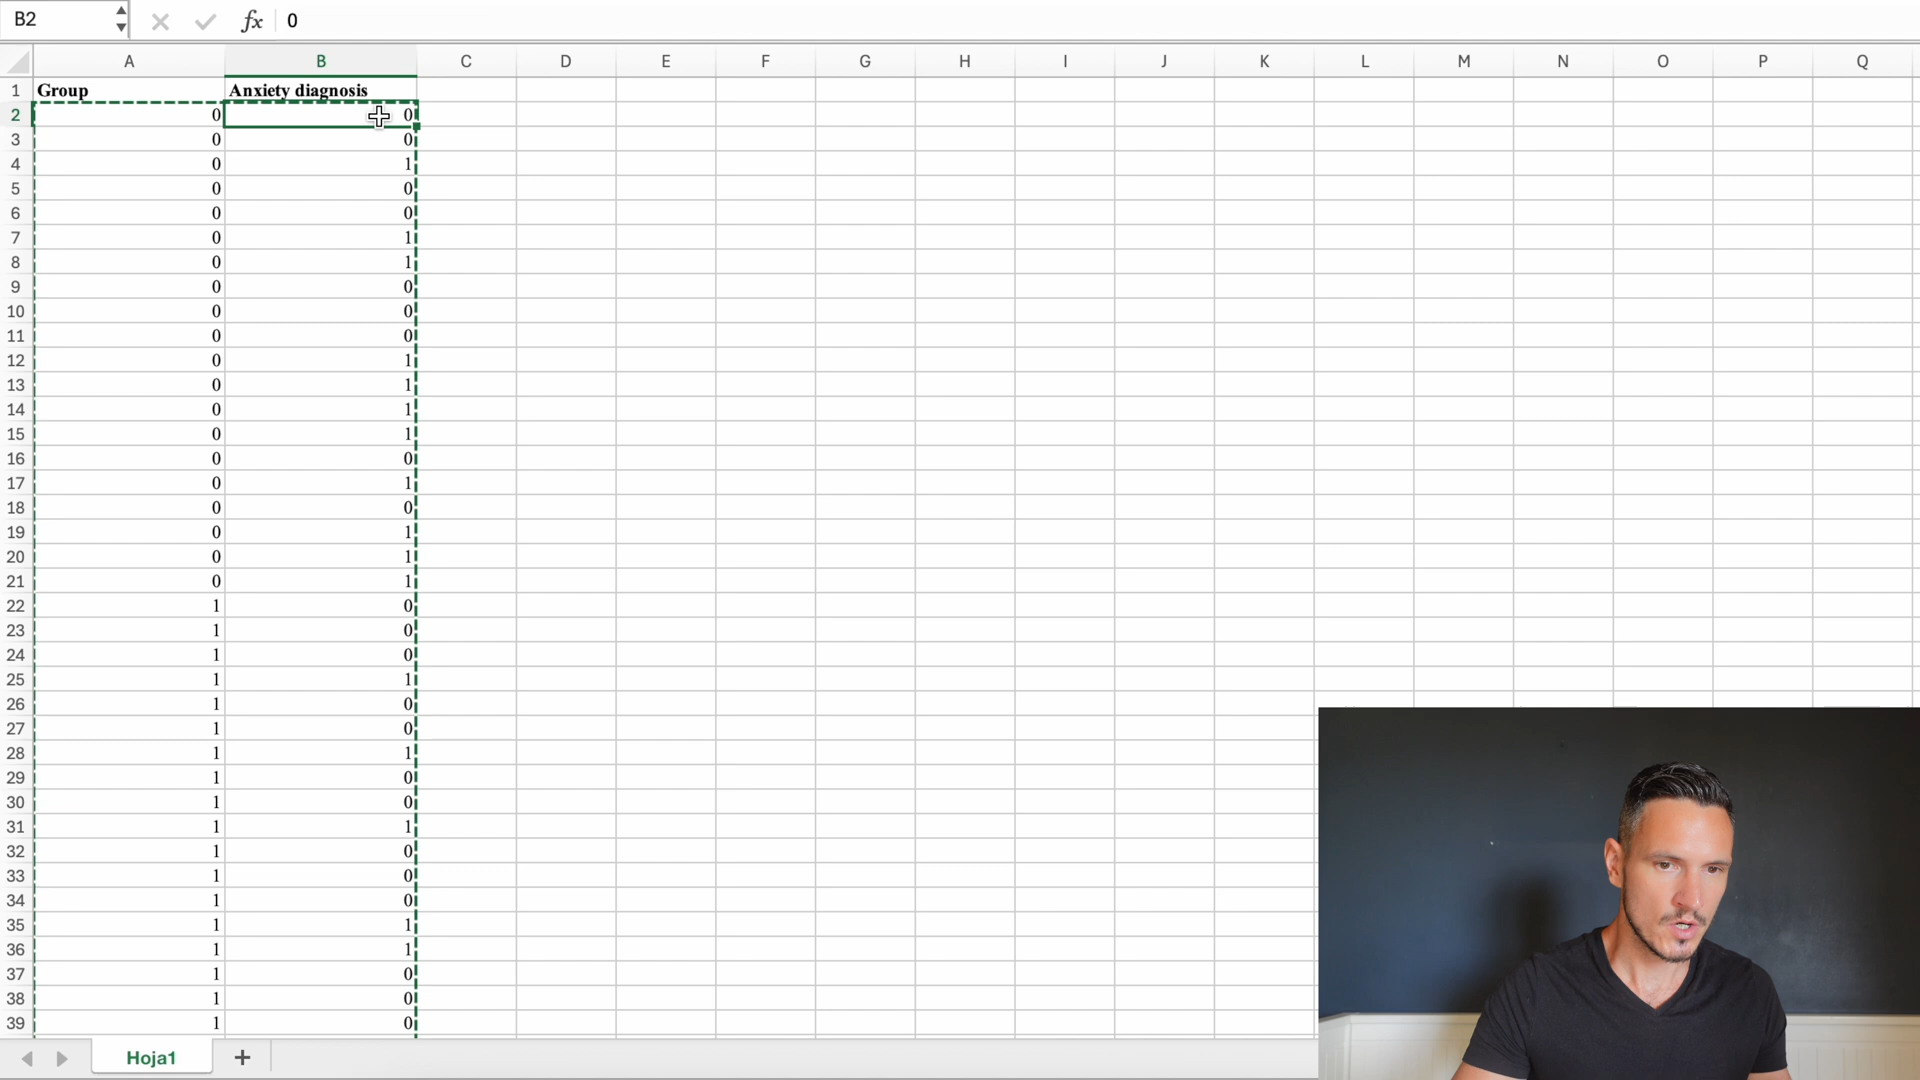 B2 fx 0
A B C D E F G H I J K L M N O P Q
1 Group Anxiety diagnosis
2 0 0
3 0 0
4 0 1
5 0 0
6 0 0
7 0 1
8 0 1
9 0 0
10 0 0
11 0 0
12 0 1
13 0 1
14 0 1
15 0 1
16 0 0
17 0 1
18 0 0
19 0 1
20 0 1
21 0 1
22 1 0
23 1 0
24 1 0
25 1 1
26 1 0
27 1 0
28 1 1
29 1 0
30 1 0
31 1 1
32 1 0
33 1 0
34 1 0
35 1 1
36 1 1
37 1 0
38 1 0
39 1 0
Hoja1 +